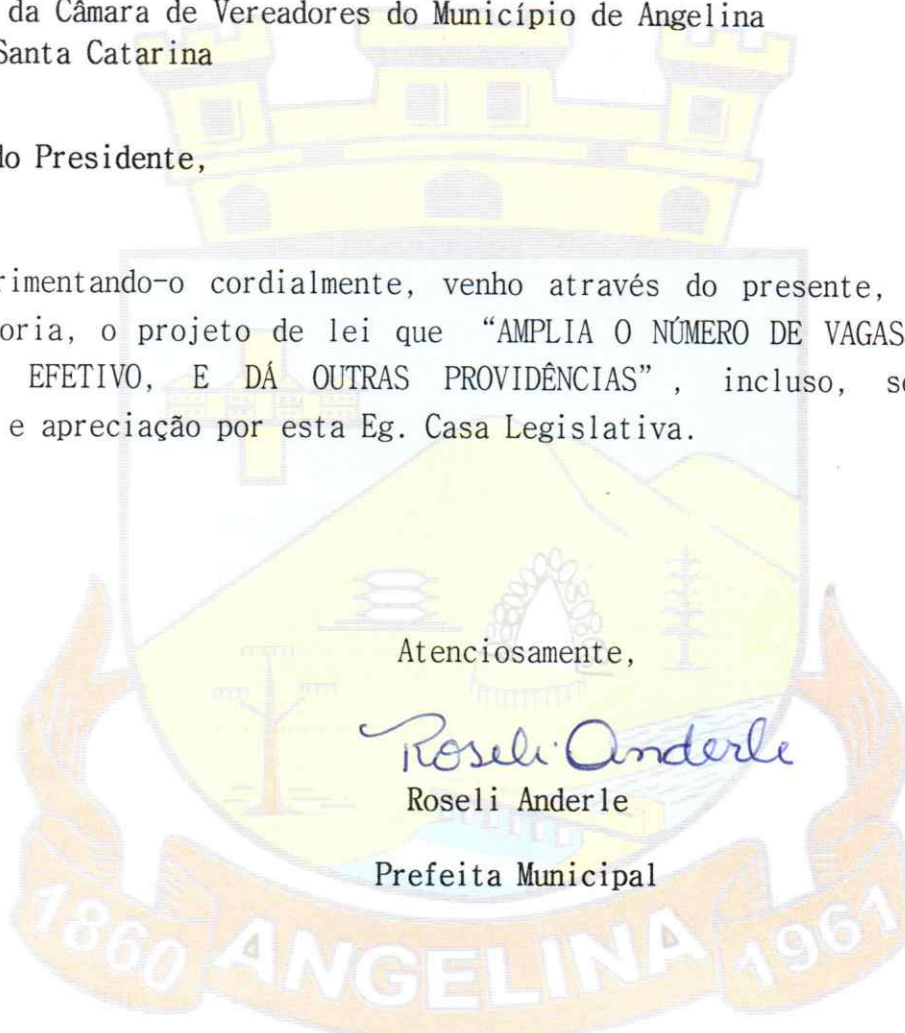 da Câmara de Vereadores do Município de Angelina
Santa Catarina
do Presidente,
rimentando-o cordialmente, venho através do presente,
oria, o projeto de lei que “AMPLIA O NÚMERO DE VAGAS
EFETIVO, E DÁ OUTRAS PROVIDÊNCIAS”, incluso, se
e apreciação por esta Eg. Casa Legislativa.
Atenciosamente,
Roseli Anderle
Roseli Anderle
Prefeita Municipal
1860 ANGELINA 1961